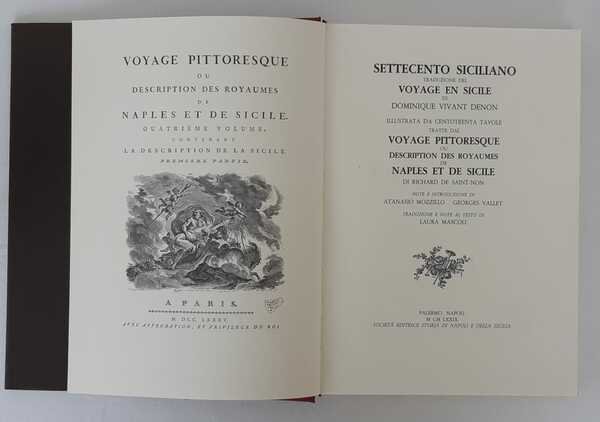 VOYAGE PITTORESQUE
OU
DESCRIPTION DES ROYAUMES
DE
NAPLES ET DE SICILE.
QUATRIÈME VOLUME,
CONTENANT
LA DESCRIPTION DE LA SICILE.
PREMIERE PARTIE.
A PARIS.
M. DCC. LXXXV.
AVEC APPROBATION, ET PRIVILEGE DU ROI
SETTECENTO SICILIANO
TRADUZIONE DEL
VOYAGE EN SICILE
DI
DOMINIQUE VIVANT DENON
ILLUSTRATA DA CENTOTRENTA TAVOLE
TRATTE DAL
VOYAGE PITTORESQUE
OU
DESCRIPTION DES ROYAUMES
DE
NAPLES ET DE SICILE
DI RICHARD DE SAINT-NON
NOTE E INTRODUZIONE DI
ATANASIO MOZZILLO GEORGES VALLET
TRADUZIONE E NOTE AL TESTO DI
LAURA MASCOLI
PALERMO NAPOLI
M CM LXXIX
SOCIETÀ EDITRICE STORIA DI NAPOLI E DELLA SICILIA